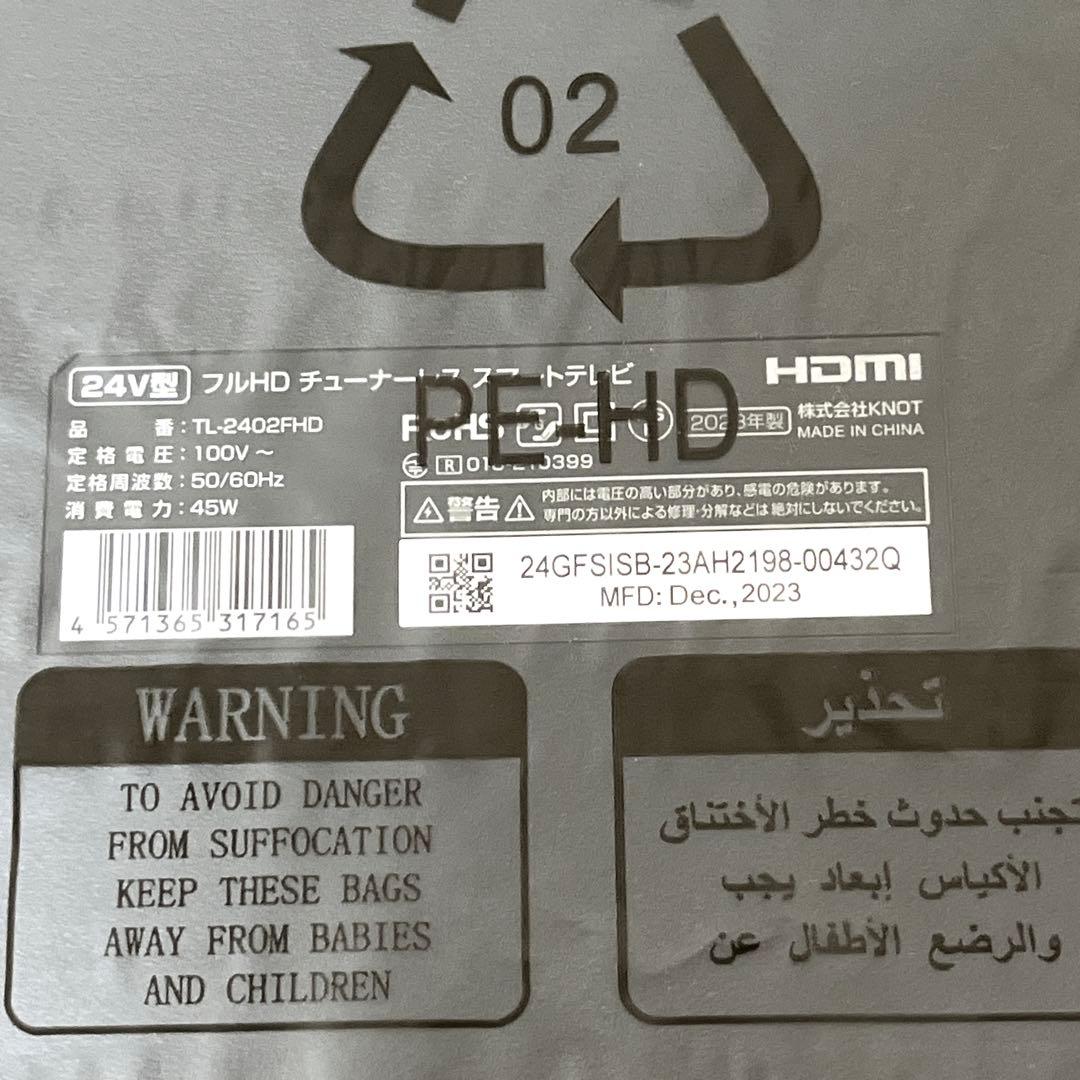 02
24V型 フルHD チューナーレス スマートテレビ
HDMI
PE-HD
品 番:TL-2402FHD
RoHS
2023年製
株式会社KNOT
MADE IN CHINA
定格電圧:100V~
R
定格周波数:50/60Hz
消費電力:45W
警告
内部には電圧の高い部分があり、感電の危険があります。
専門の方以外による修理・分解などは絶対にしないでください。
24GFSISB-23AH2198-00432Q
MFD: Dec.,2023
4 571365 317165
WARNING
TO AVOID DANGER
FROM SUFFOCATION
KEEP THESE BAGS
AWAY FROM BABIES
AND CHILDREN
تحذير
تجنب حدوث خطر الأختناق
الأكياس إبعاد يجب
والرضع الأطفال عن